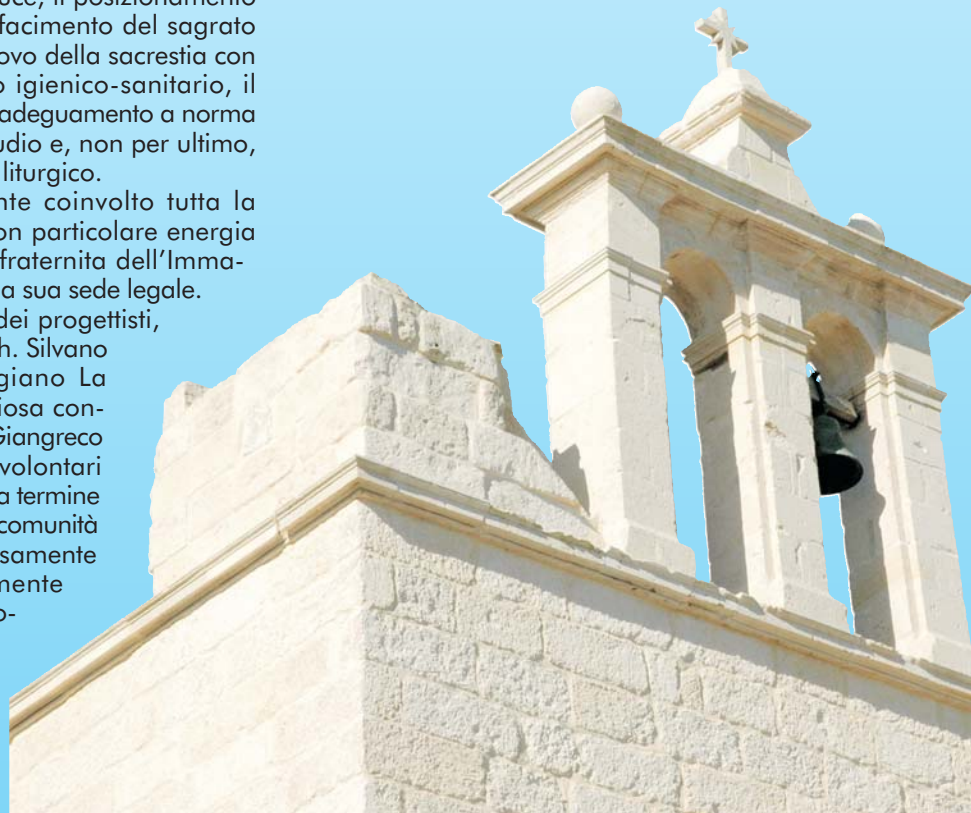 il posizionamento
facimento del sagrato
ovo della sacrestia con
igienico-sanitario, il
adeguamento a norma
udio e, non per ultimo,
liturgico.
nte coinvolto tutta la
on particolare energia
fraternita dell'Imma-
a sua sede legale.
dei progettisti,
h. Silvano
giano La
iosa con-
Giangreco
volontari
a termine
comunità
samente
mente
o-